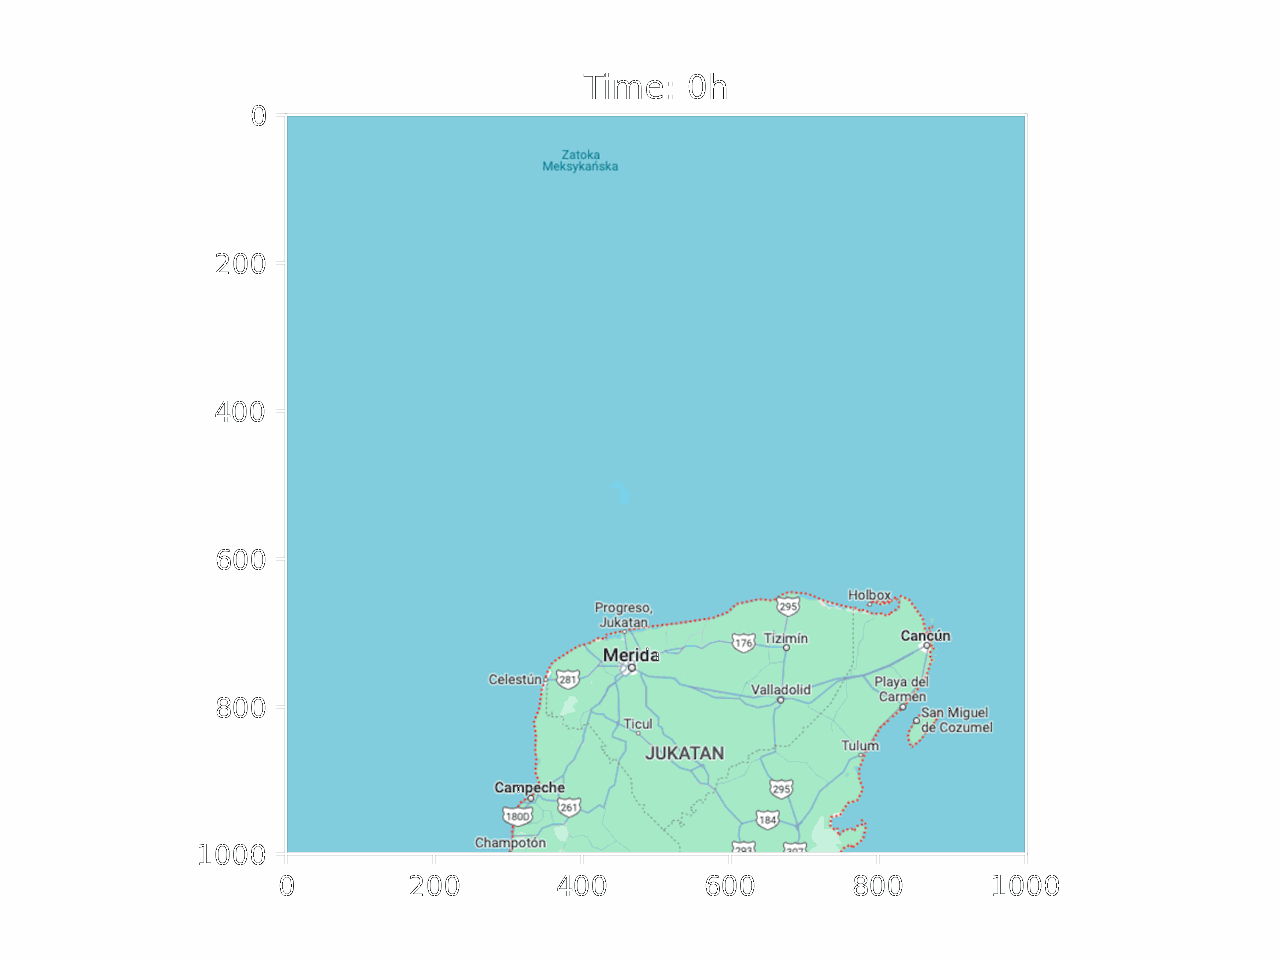 Time: 0h
0
Zatoka
Meksykańska
200
400
600
Holbox
Progreso,
Jukatan
295
176
Tizimín
Cancún
Merida
Celestún
281
Playa del
Carmen
Valladolid
San Miguel
de Cozumel
Ticul
800
Tulum
JUKATAN
Campeche
295
261
180D
184
Champotón
293
307
1000
0
200
400
600
800
1000